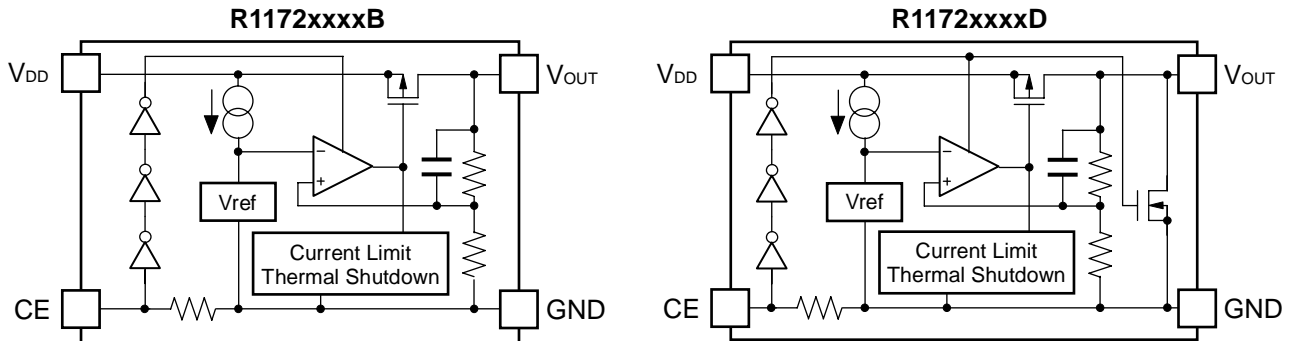 R1172xxxxB
VDD
VOUT
−
+
Vref
Current Limit
Thermal Shutdown
CE
GND
R1172xxxxD
VDD
VOUT
−
+
Vref
Current Limit
Thermal Shutdown
CE
GND